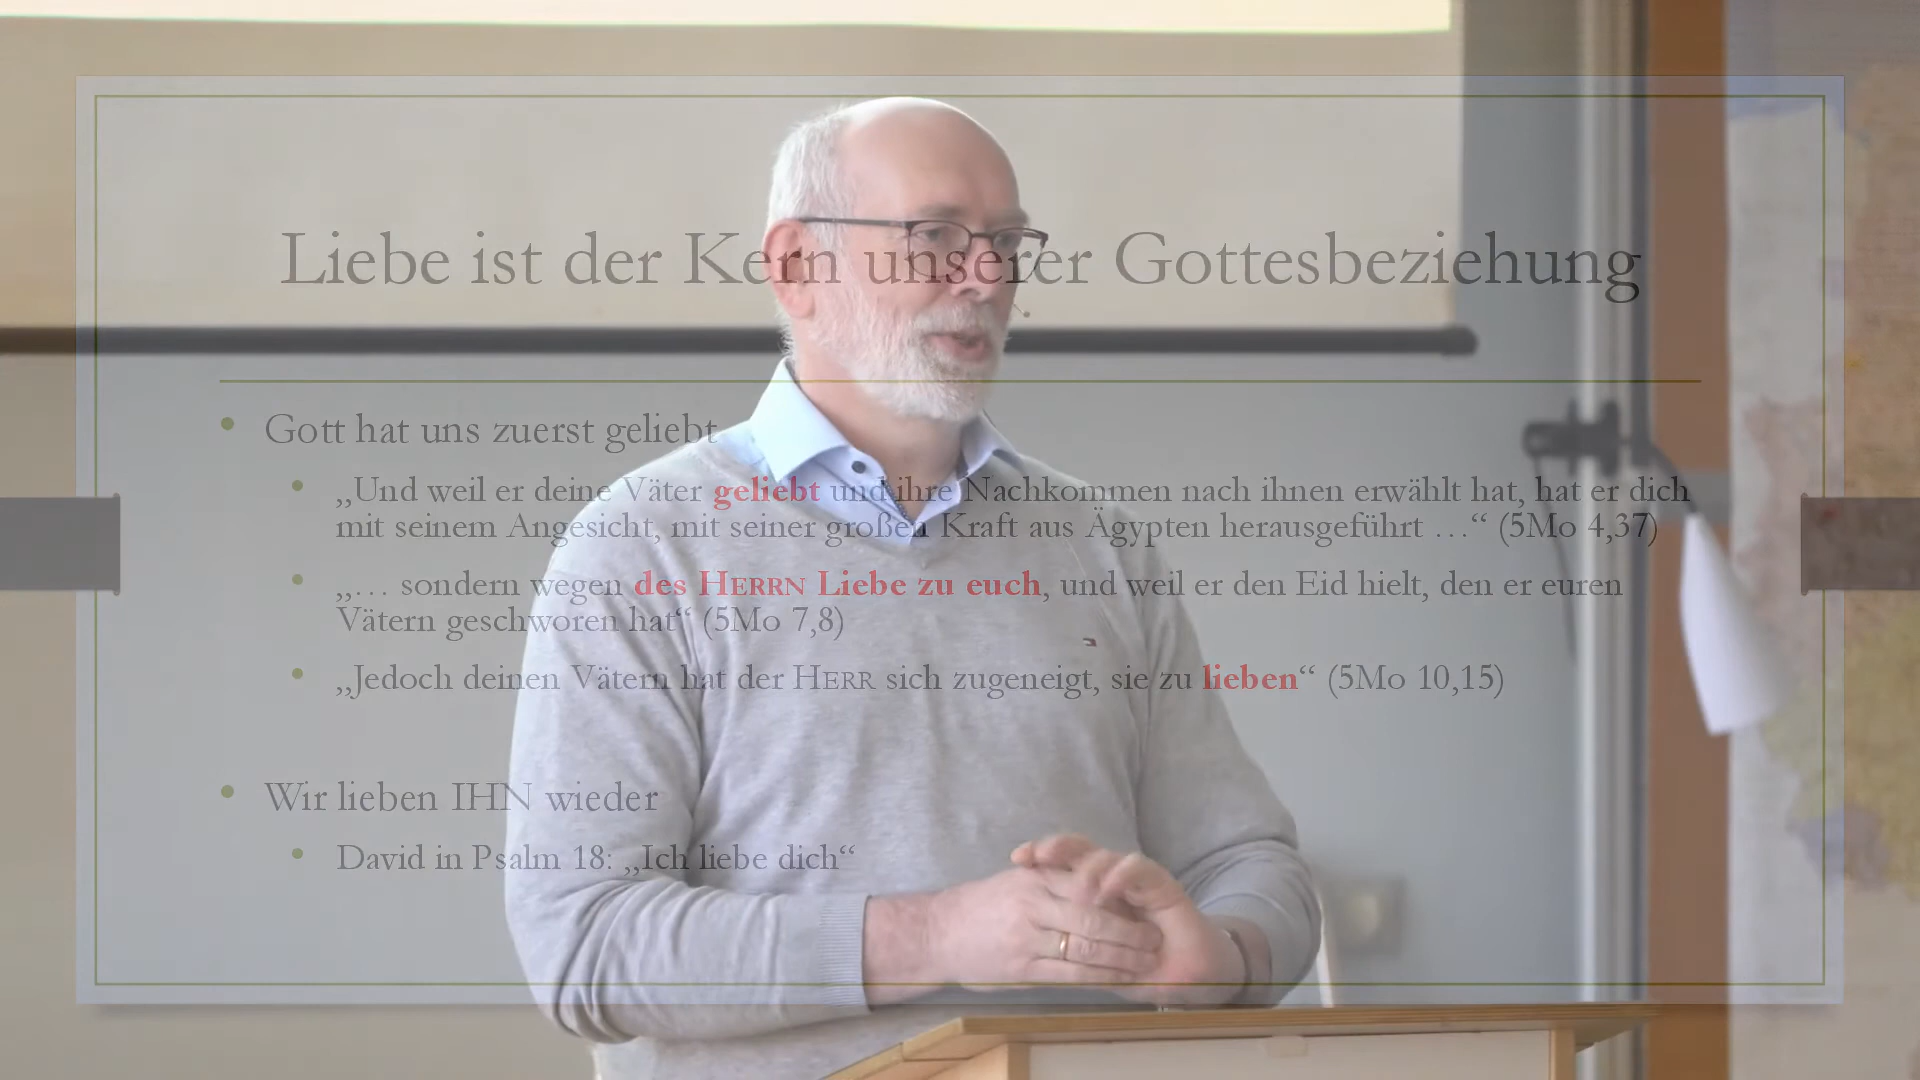 Liebe ist der Kern unserer Gottesbeziehung
• Gott hat uns zuerst geliebt
• „Und weil er deine Väter geliebt und ihre Nachkommen nach ihnen erwählt hat, hat er dich
mit seinem Angesicht, mit seiner großen Kraft aus Ägypten herausgeführt …“ (5Mo 4,37)
• „… sondern wegen des HERRN Liebe zu euch, und weil er den Eid hielt, den er euren
Vätern geschworen hat“ (5Mo 7,8)
• „Jedoch deinen Vätern hat der HERR sich zugeneigt, sie zu lieben“ (5Mo 10,15)
• Wir lieben IHN wieder
• David in Psalm 18: „Ich liebe dich“